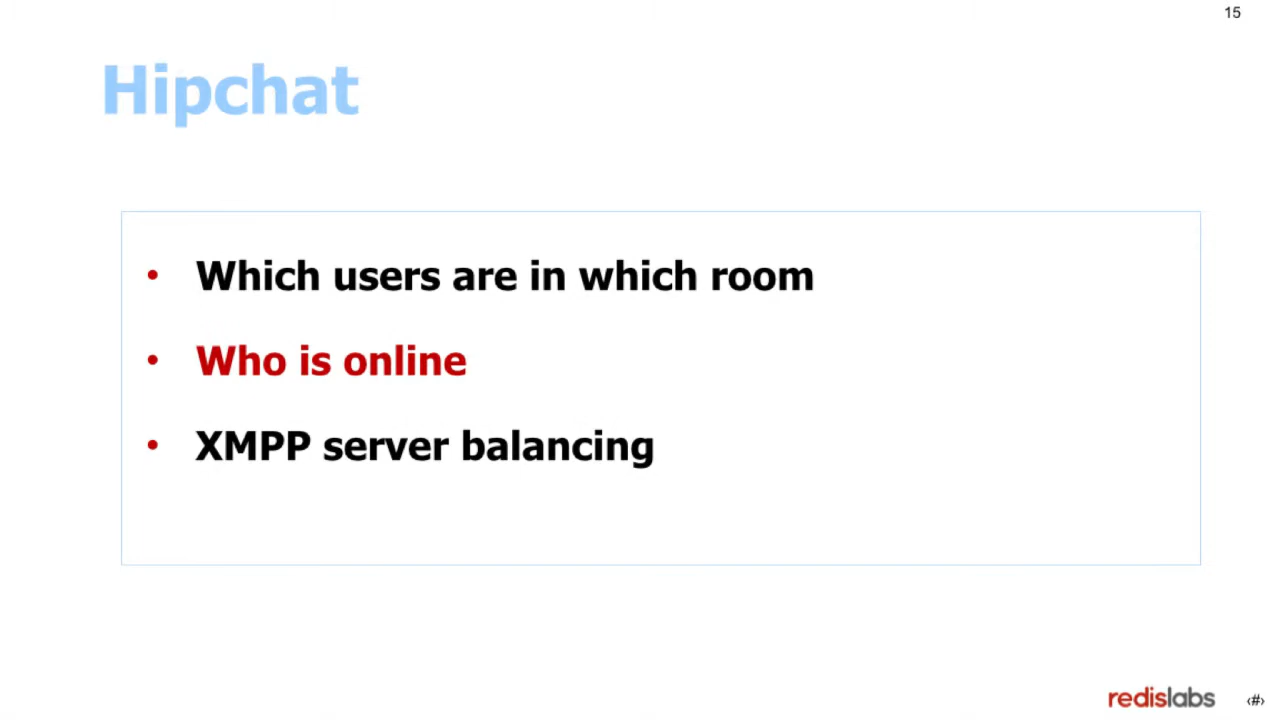 15
Hipchat
• Which users are in which room
• Who is online
• XMPP server balancing
redislabs
‹#›